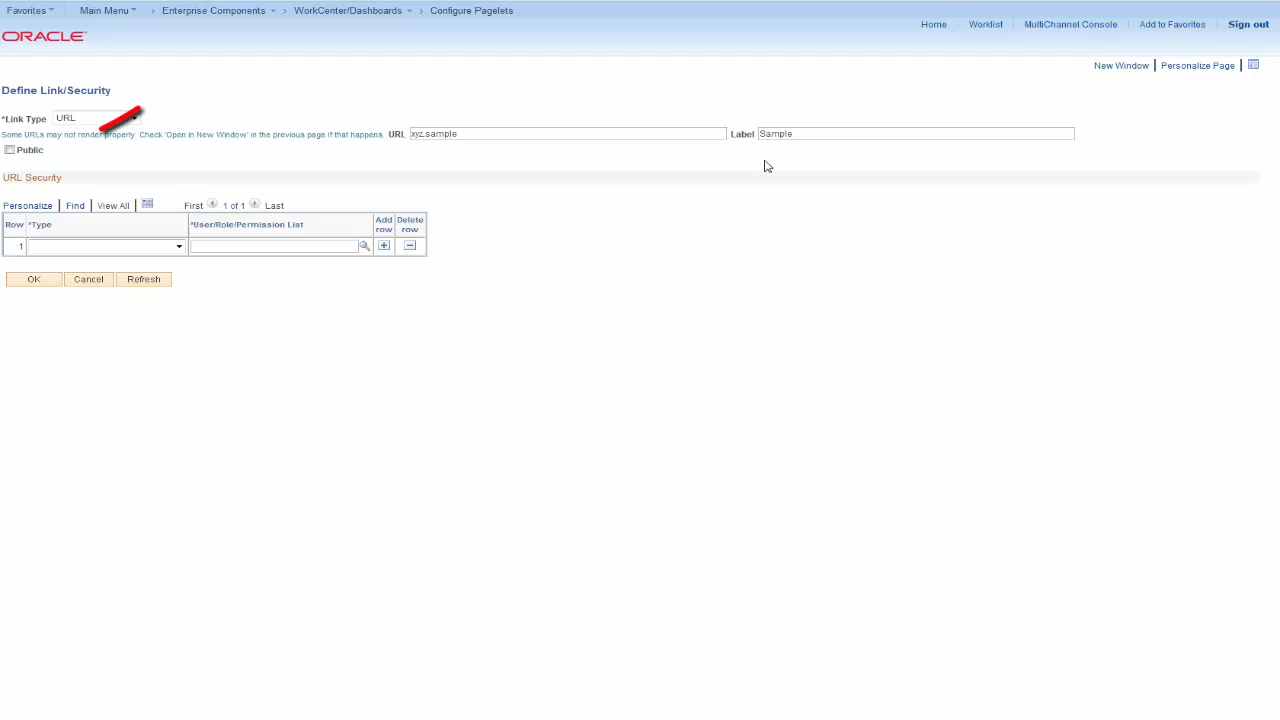 Favorites Main Menu > Enterprise Components > WorkCenter/Dashboards > Configure Pagelets
Home Worklist MultiChannel Console Add to Favorites Sign out
ORACLE
New Window | Personalize Page |
Define Link/Security
*Link Type URL
Some URLs may not render properly. Check 'Open in New Window' in the previous page if that happens. URL xyz.sample Label Sample
Public
URL Security
Personalize | Find | View All | First 1 of 1 Last
Row *Type *User/Role/Permission List Add row Delete row
1
OK Cancel Refresh